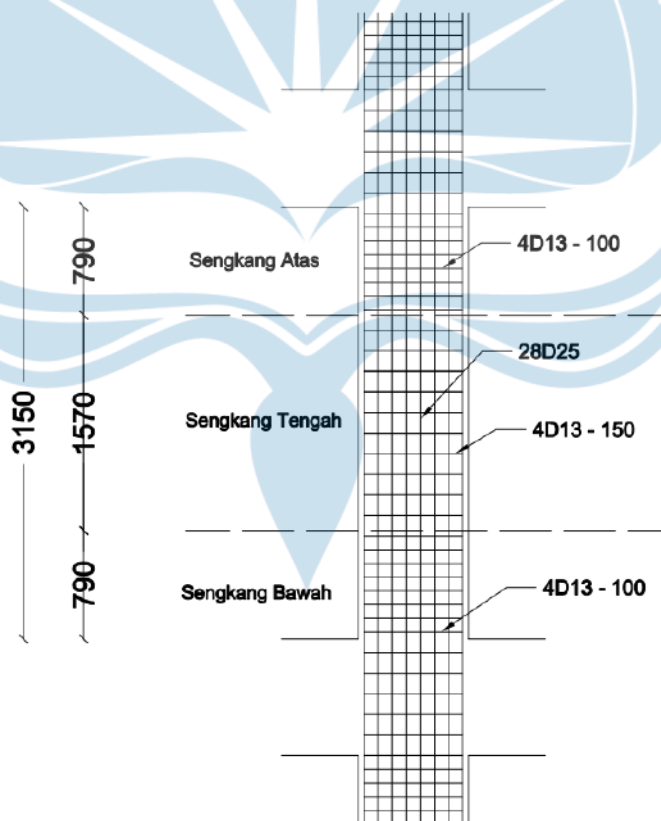 790
Sengkang Atas
4D13 - 100
28D25
3150
1570
Sengkang Tengah
4D13 - 150
790
Sengkang Bawah
4D13 - 100